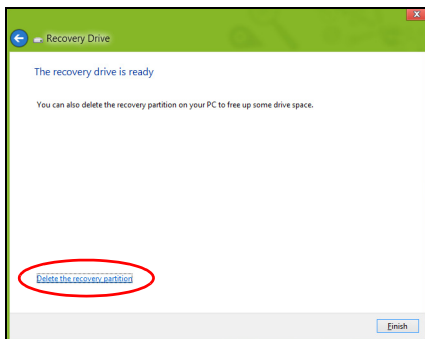 Recovery Drive
The recovery drive is ready
You can also delete the recovery partition on your PC to free up some drive space.
Delete the recovery partition
Finish